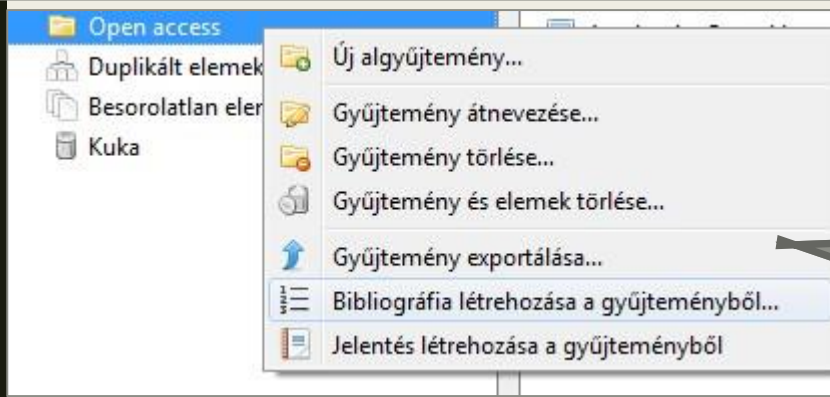 Open access
Duplikált elemek
Besorolatlan
Kuka
Új algyűjtemény...
Gyűjtemény átnevezése...
Gyűjtemény törlése...
Gyűjtemény és elemek törlése...
Gyűjtemény exportálása...
Bibliográfia létrehozása a gyűjteményből...
Jelentés létrehozása a gyűjteményből